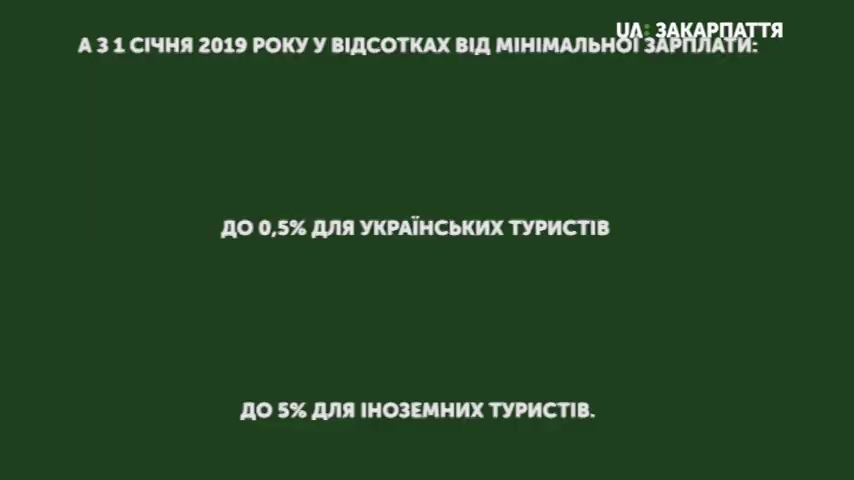 UA: ЗАКАРПАТТЯ
А З 1 СІЧНЯ 2019 РОКУ У ВІДСОТКАХ ВІД МІНІМАЛЬНОЇ ЗАРПЛАТИ:
ДО 0,5% ДЛЯ УКРАЇНСЬКИХ ТУРИСТІВ
ДО 5% ДЛЯ ІНОЗЕМНИХ ТУРИСТІВ.